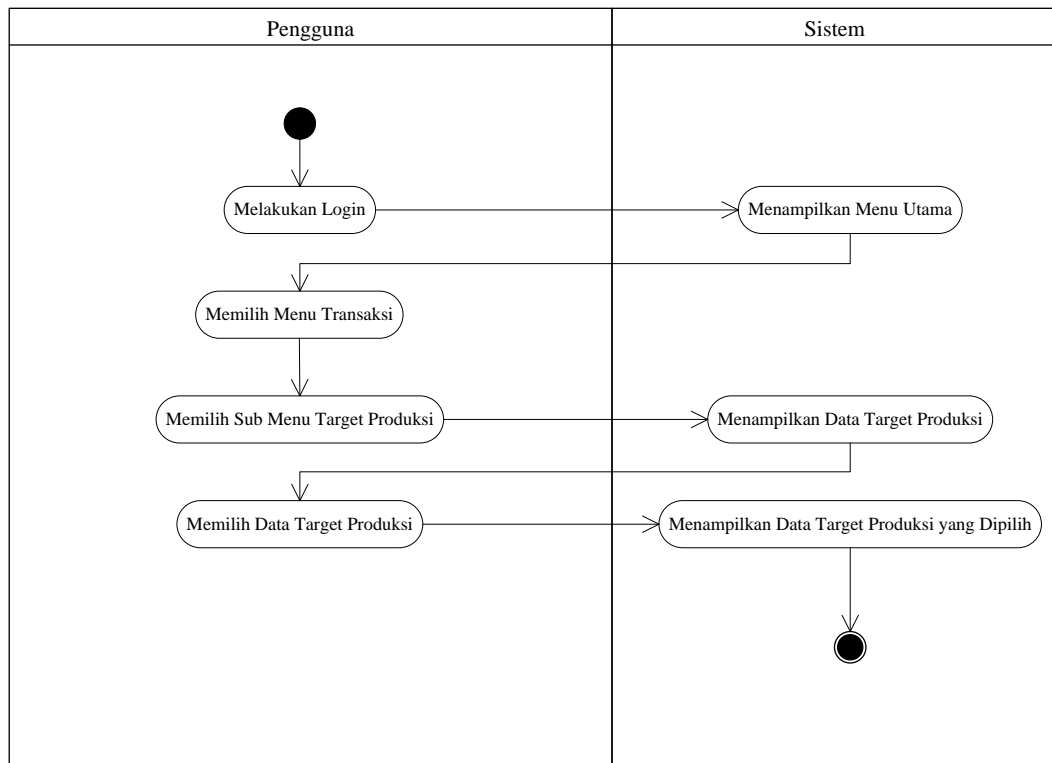 Pengguna
Sistem
Melakukan Login
Menampilkan Menu Utama
Memilih Menu Transaksi
Memilih Sub Menu Target Produksi
Menampilkan Data Target Produksi
Memilih Data Target Produksi
Menampilkan Data Target Produksi yang Dipilih